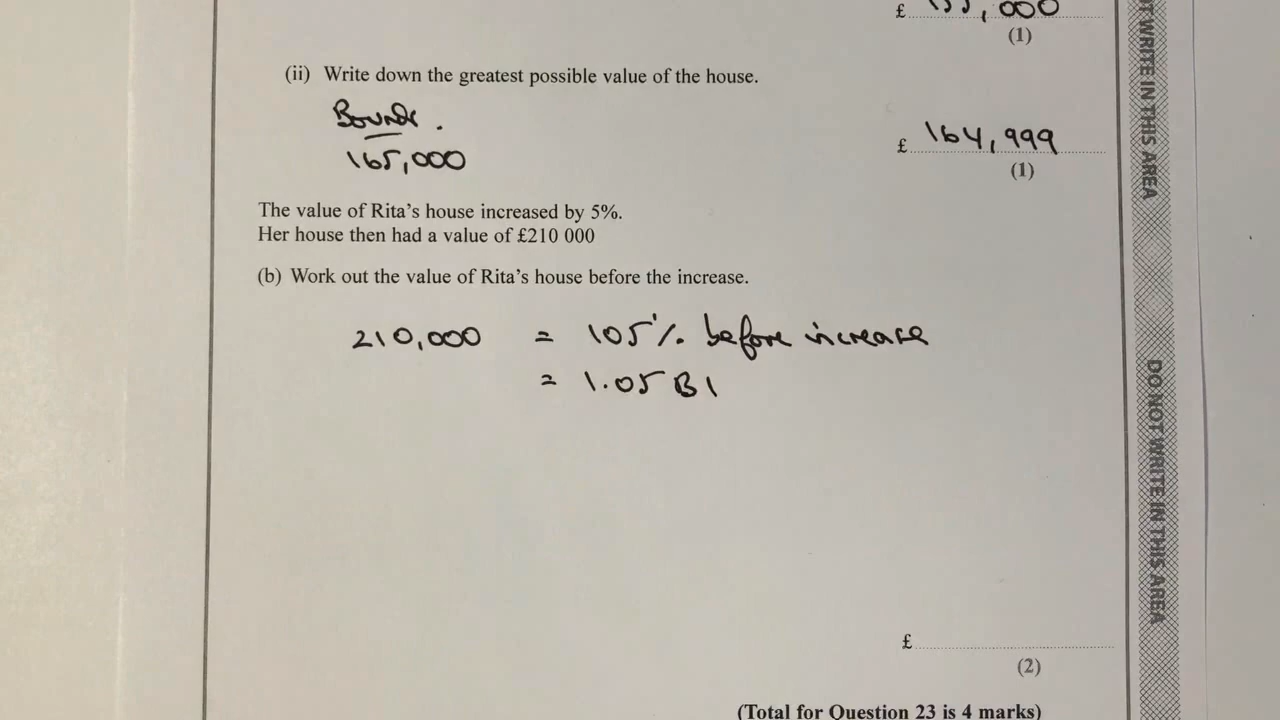 £ 155,000
(1)
(ii) Write down the greatest possible value of the house.
Bounds.
165,000
£ 164,999
(1)
The value of Rita's house increased by 5%.
Her house then had a value of £210 000
(b) Work out the value of Rita's house before the increase.
210,000 = 105% before increase
= 1.05 BI
£
(2)
(Total for Question 23 is 4 marks)
OT WRITE IN THIS AREA
DO NOT WRITE IN THIS AREA